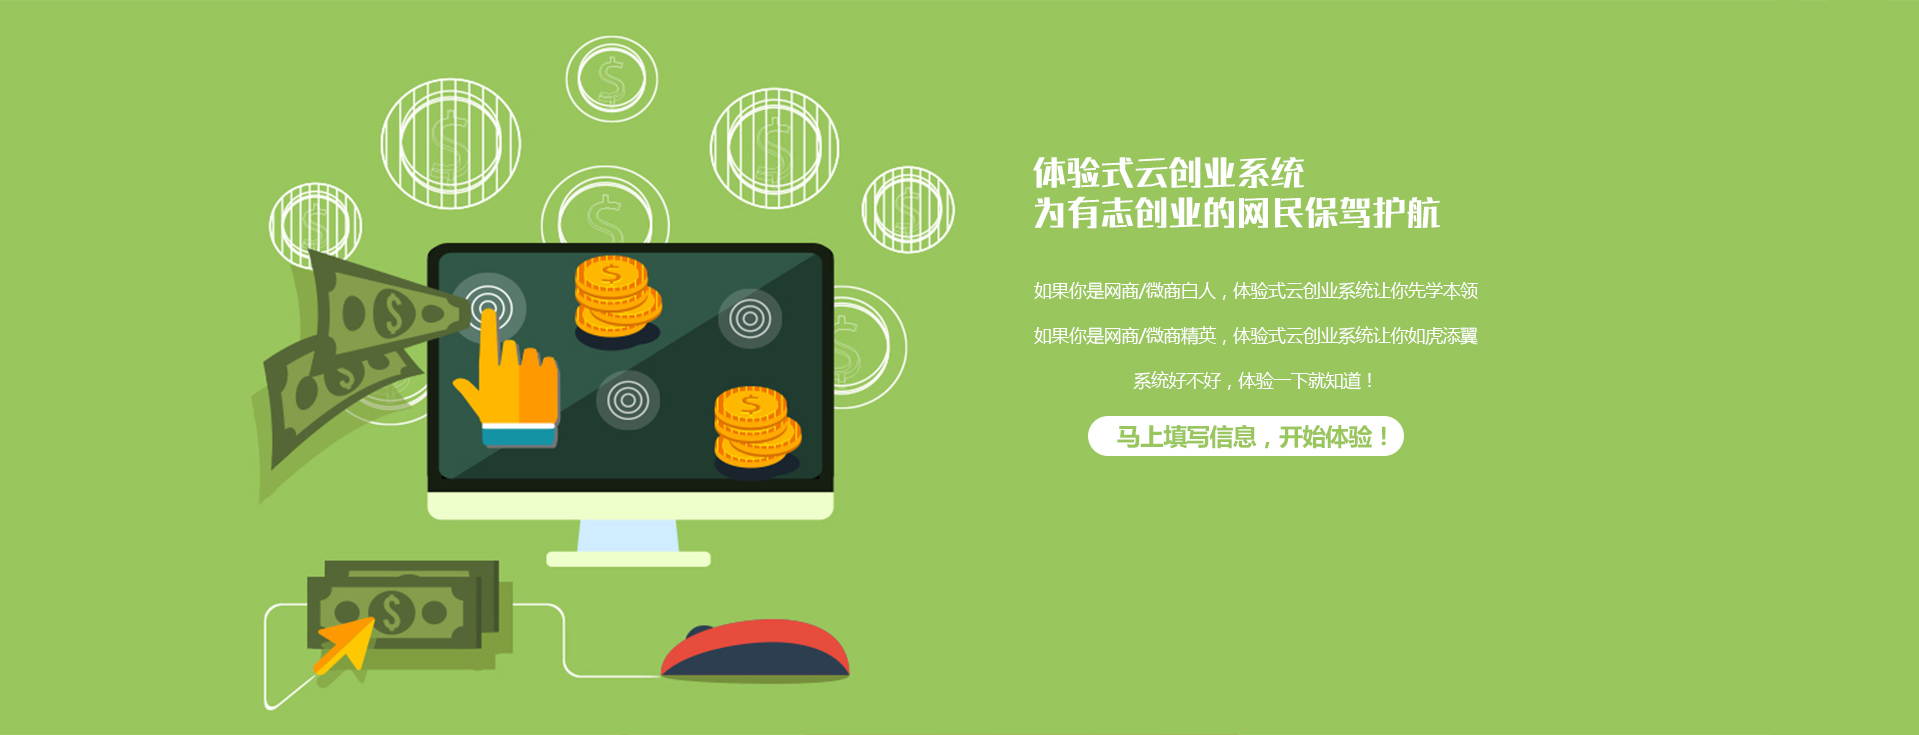 体验式云创业系统
为有志创业的网民保驾护航
如果你是网商/微商白人，体验式云创业系统让你先学本领
如果你是网商/微商精英，体验式云创业系统让你如虎添翼
系统好不好，体验一下就知道！
马上填写信息，开始体验！